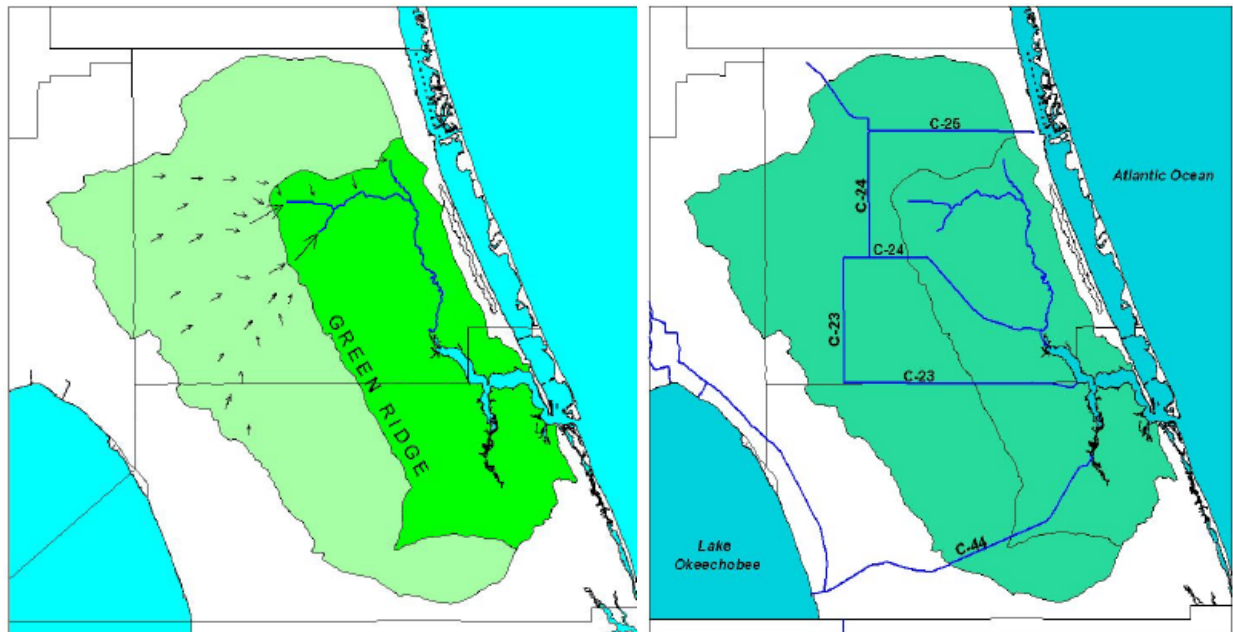 GREEN RIDGE
C-25
C-24
Atlantic Ocean
C-24
C-23
C-23
C-44
Lake
Okeechobee